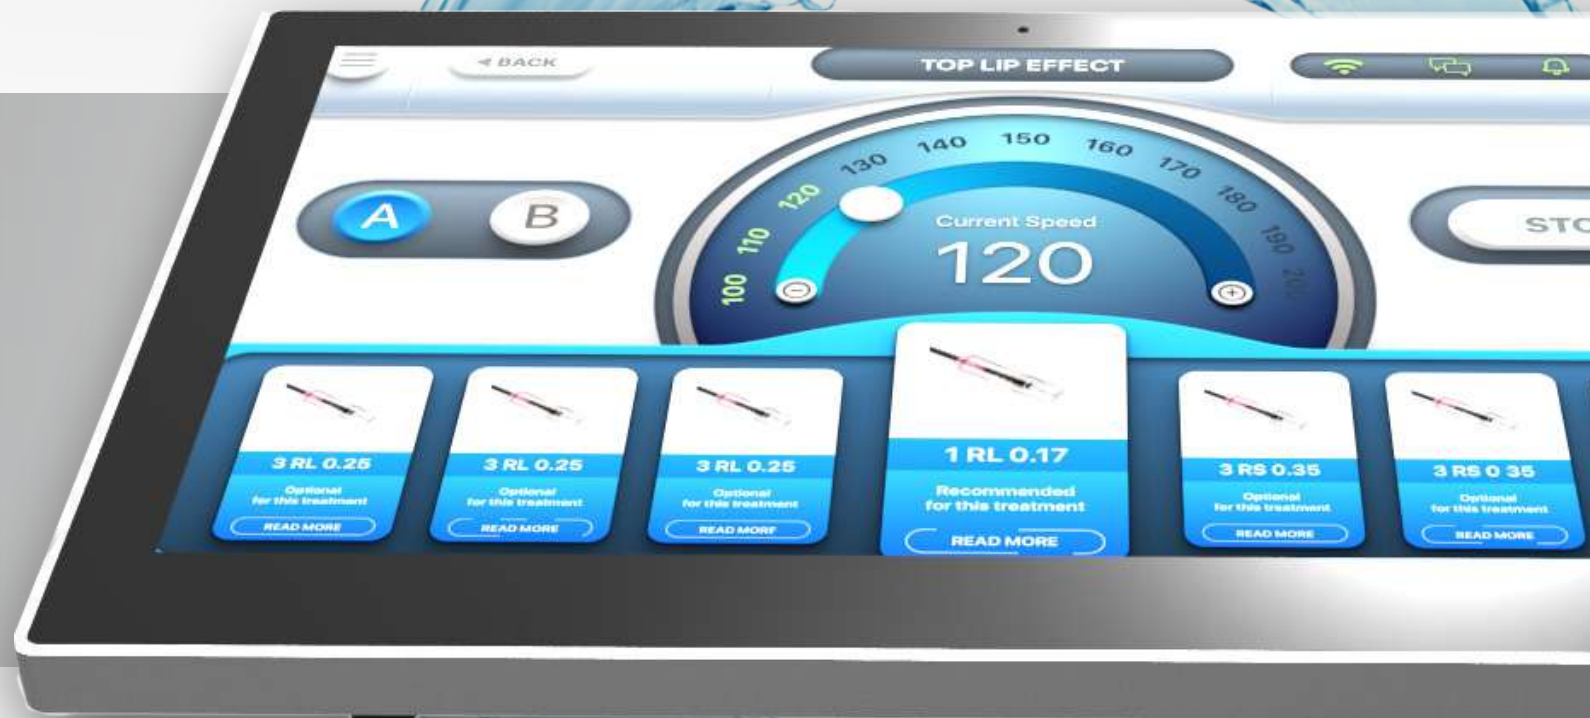 ◄ BACK
TOP LIP EFFECT
A
B
100
110
120
130
140
150
160
170
180
190
200
Current Speed
120
STO
3 RL 0.25
Optional
for this treatment
READ MORE
3 RL 0.25
Optional
for this treatment
READ MORE
3 RL 0.25
Optional
for this treatment
READ MORE
1 RL 0.17
Recommended
for this treatment
READ MORE
3 RS 0.35
Optional
for this treatment
READ MORE
3 RS 0 35
Optional
for this treatment
READ MORE